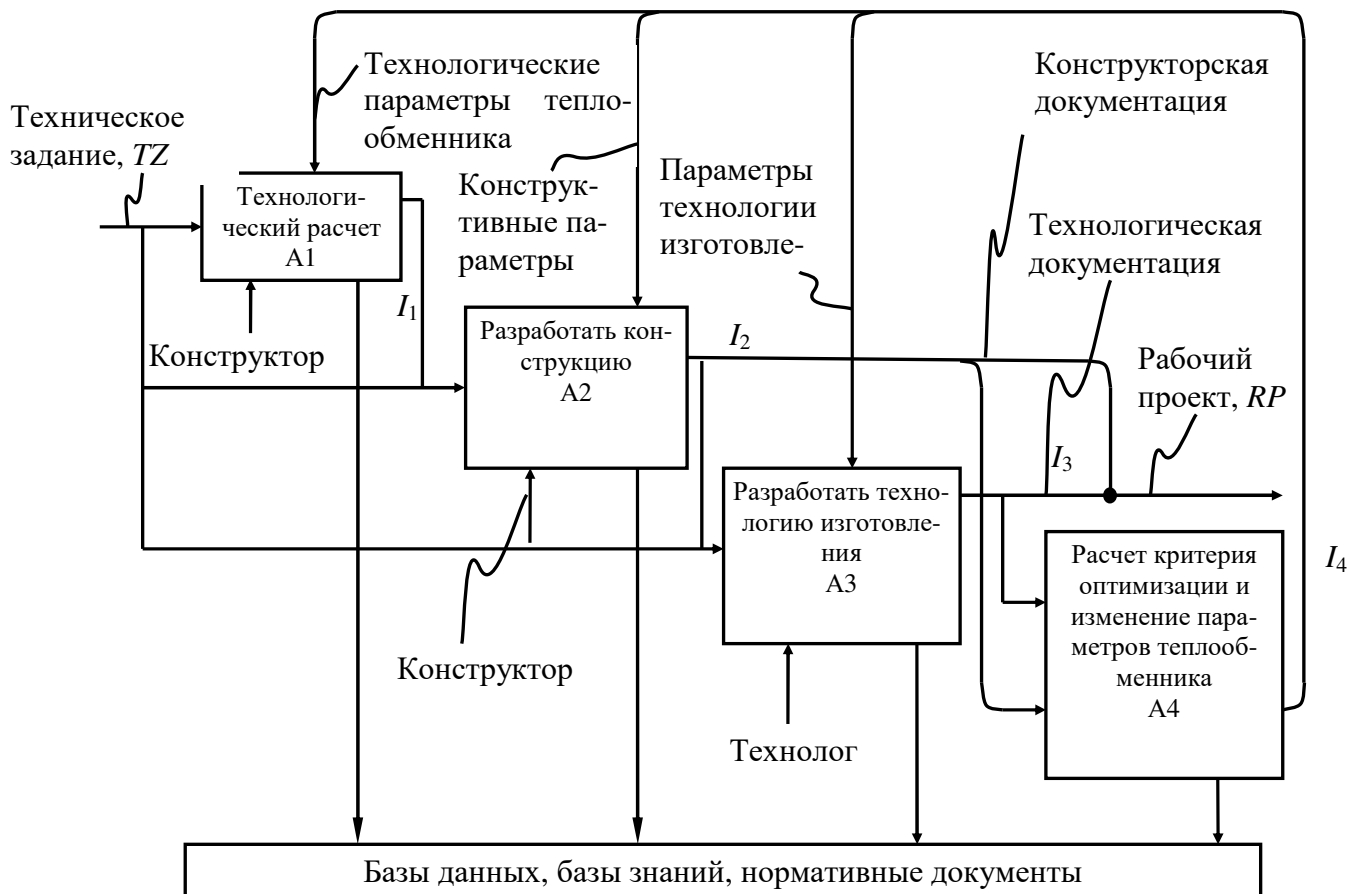 Техническое
задание, TZ
Технологические
параметры тепло-
обменника
Конструкторская
документация
Технологи-
ческий расчет
A1
Конструк-
тивные па-
раметры
Параметры
технологии
изготовле-
Технологическая
документация
I1
Конструктор
Разработать кон-
струкцию
A2
I2
Рабочий
проект, RP
I3
Разработать техно-
логию изготовле-
ния
A3
Расчет критерия
оптимизации и
изменение пара-
метров теплооб-
менника
A4
I4
Конструктор
Технолог
Базы данных, базы знаний, нормативные документы